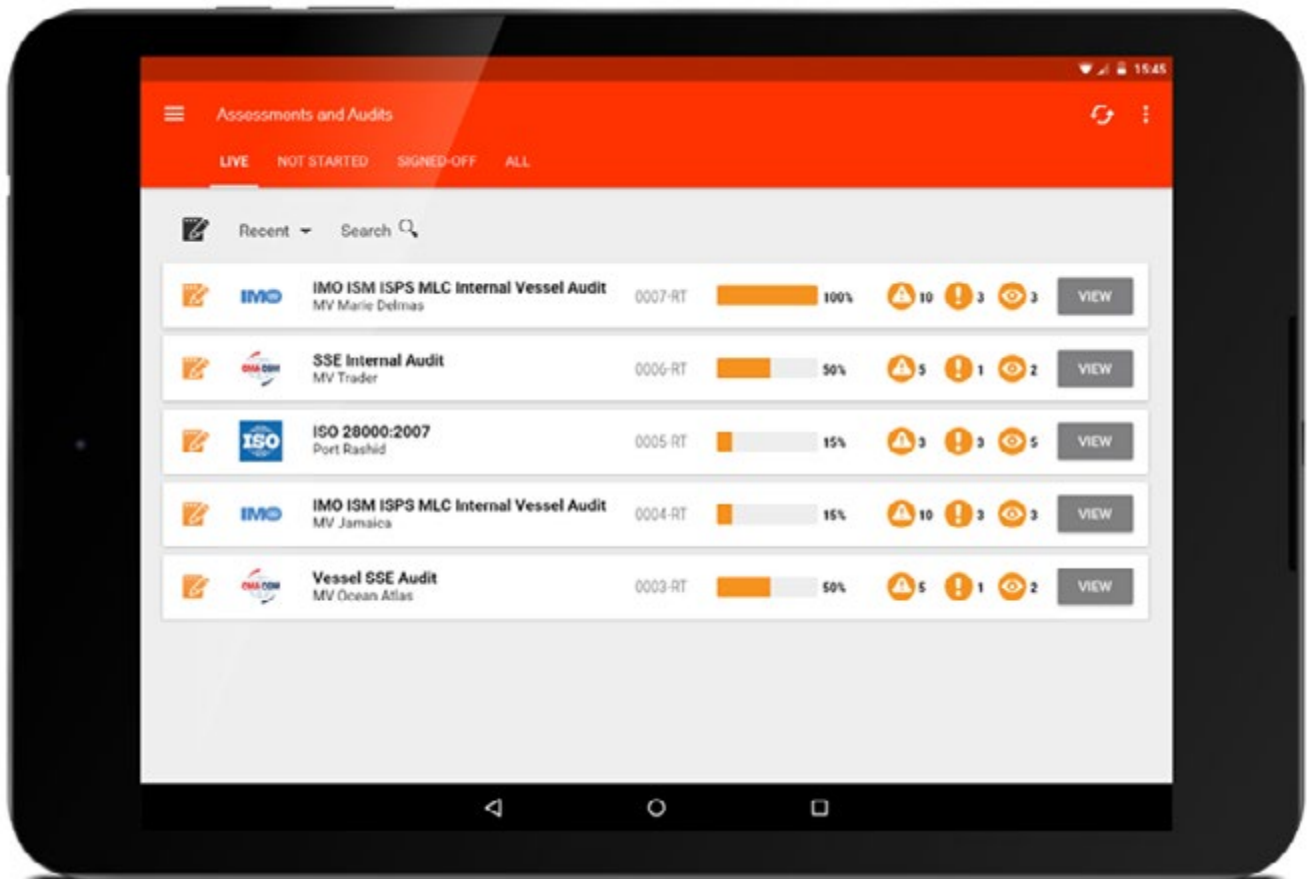 15:45
Assessments and Audits
LIVE NOT STARTED SIGNED-OFF ALL
Recent Search
IMO IMO ISM ISPS MLC Internal Vessel Audit 0007-RT 100% 10 3 3 VIEW
MV Marie Delmas
CMA CGM SSE Internal Audit 0006-RT 50% 5 1 2 VIEW
MV Trader
ISO ISO 28000:2007 0005-RT 15% 3 3 5 VIEW
Port Rashid
IMO IMO ISM ISPS MLC Internal Vessel Audit 0004-RT 15% 10 3 3 VIEW
MV Jamaica
CMA CGM Vessel SSE Audit 0003-RT 50% 5 1 2 VIEW
MV Ocean Atlas